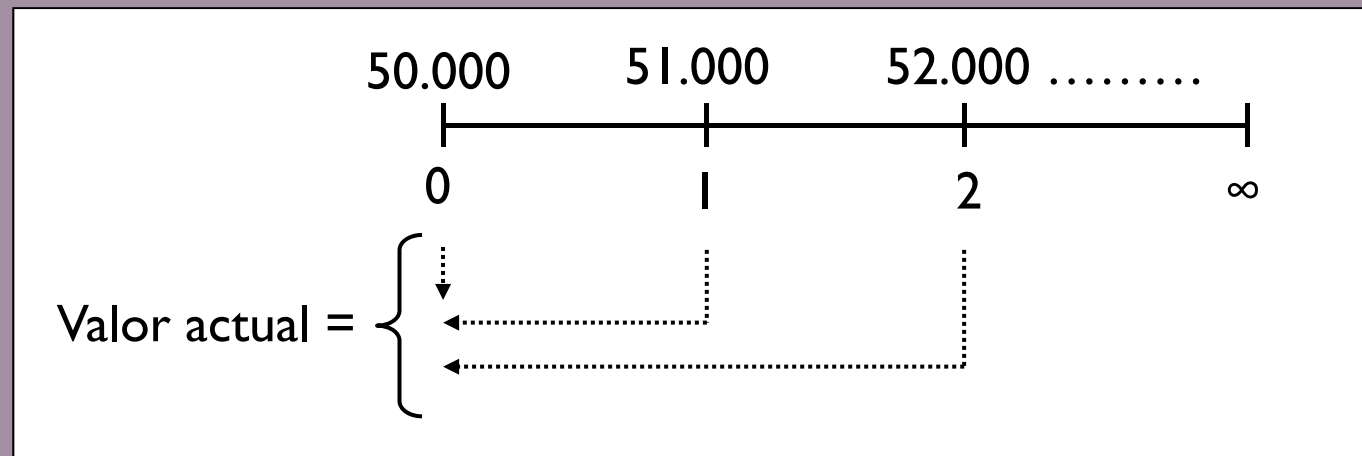 50.000 51.000 52.000 .........
0 1 2 ∞
Valor actual =